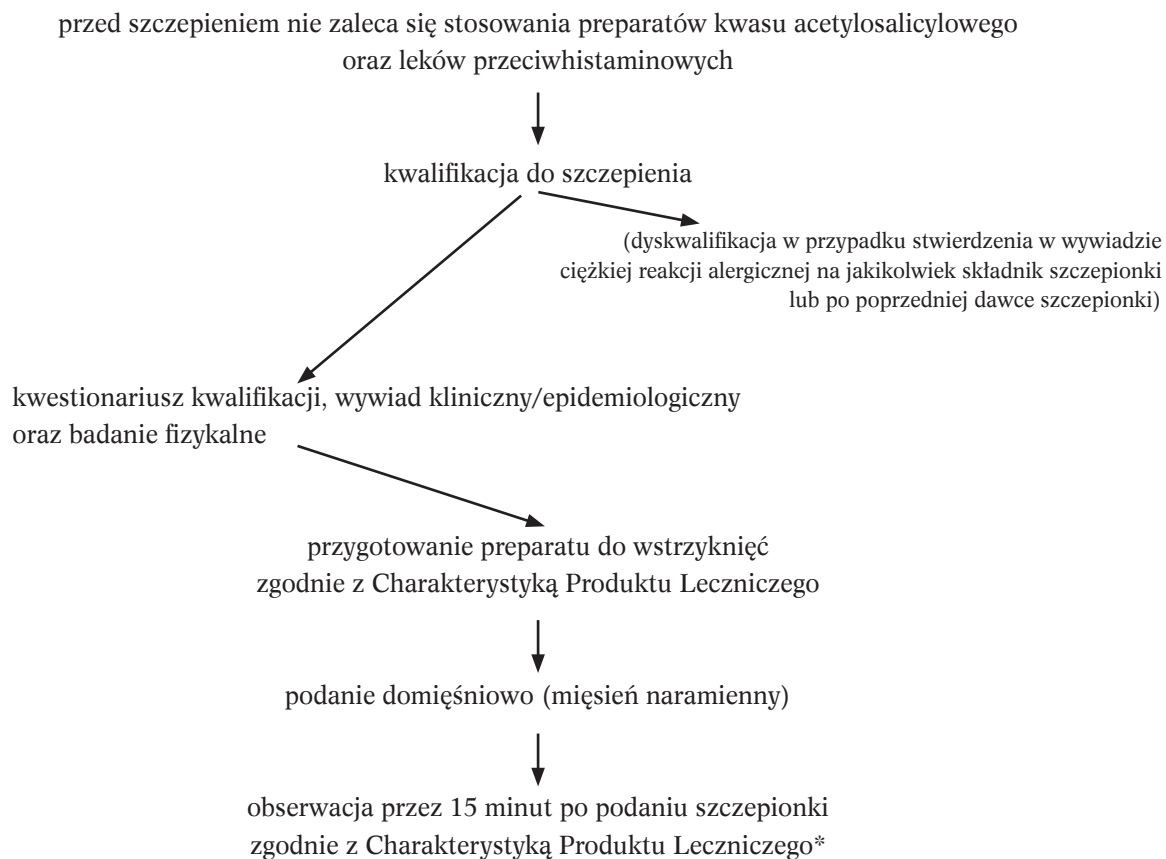 przed szczepieniem nie zaleca się stosowania preparatów kwasu acetylosalicylowego
oraz leków przeciwhistaminowych
kwalifikacja do szczepienia
(dyskwalifikacja w przypadku stwierdzenia w wywiadzie
ciężkiej reakcji alergicznej na jakikolwiek składnik szczepionki
lub po poprzedniej dawce szczepionki)
kwestionariusz kwalifikacji, wywiad kliniczny/epidemiologiczny
oraz badanie fizykalne
przygotowanie preparatu do wstrzyknięć
zgodnie z Charakterystyką Produktu Leczniczego
podanie domięśniowo (mięsień naramienny)
obserwacja przez 15 minut po podaniu szczepionki
zgodnie z Charakterystyką Produktu Leczniczego*